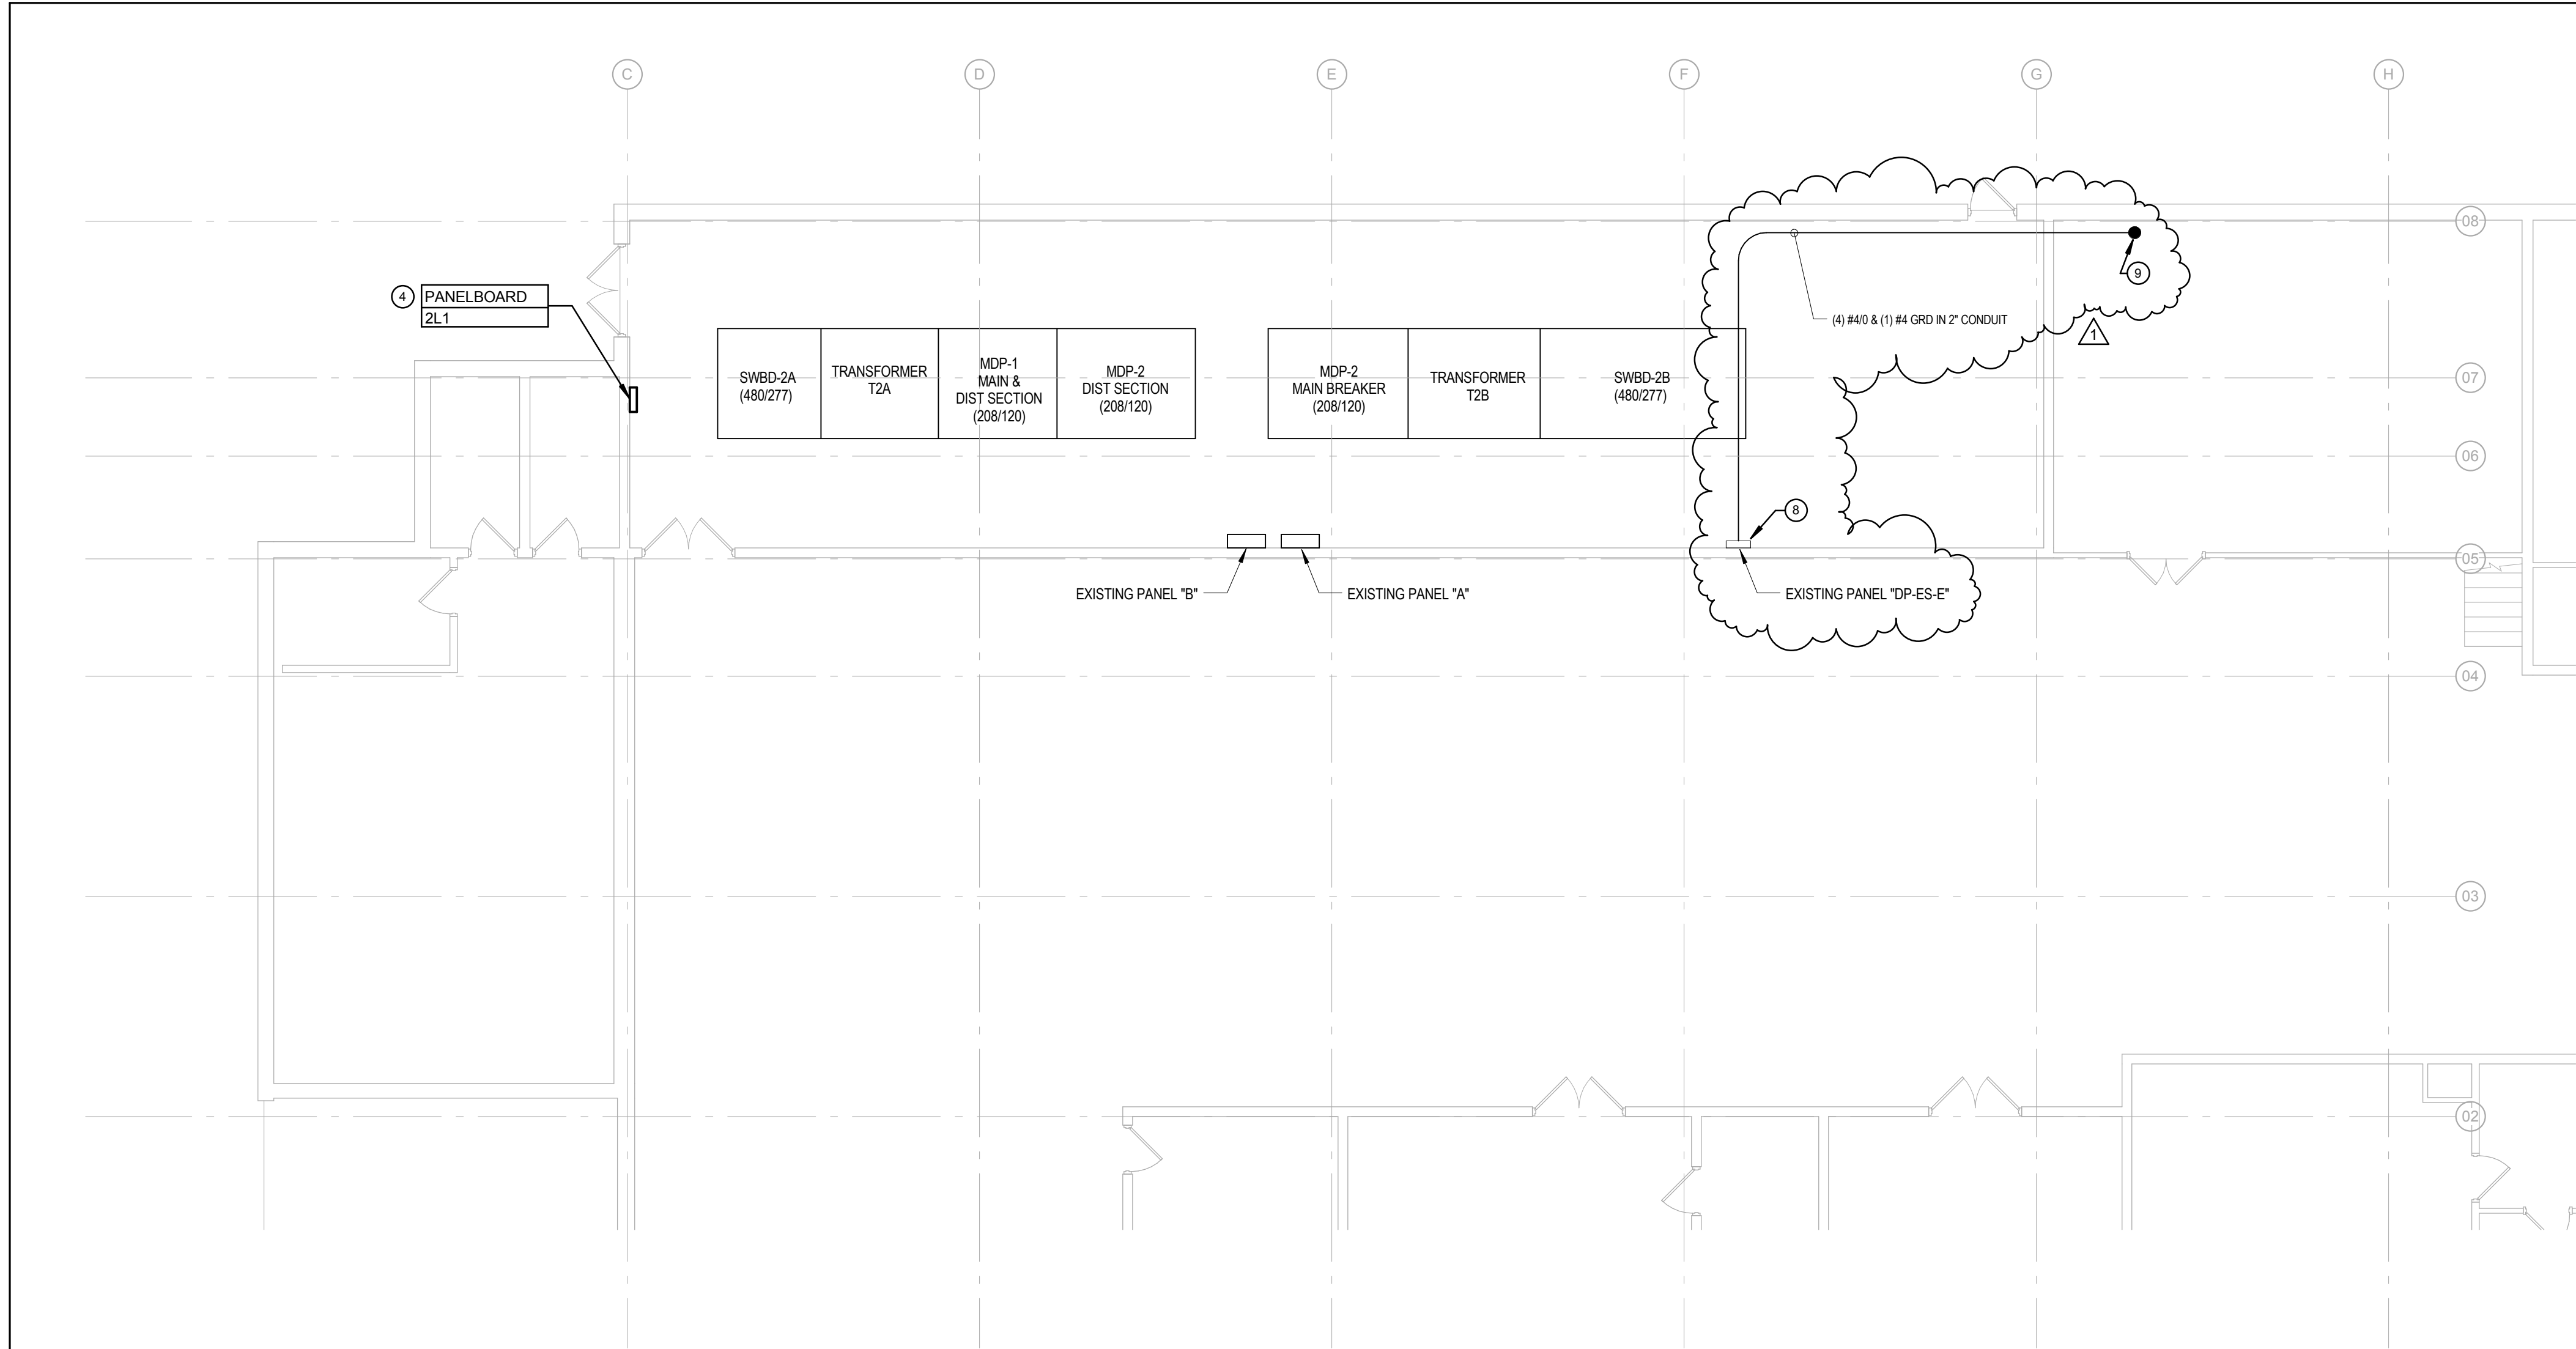 C
D
E
F
G
H
08
9
4
PANELBOARD
2L1
(4) #4/0 & (1) #4 GRD IN 2" CONDUIT
1
SWBD-2A
(480/277)
TRANSFORMER
T2A
MDP-1
MAIN &
DIST SECTION
(208/120)
MDP-2
DIST SECTION
(208/120)
MDP-2
MAIN BREAKER
(208/120)
TRANSFORMER
T2B
SWBD-2B
(480/277)
07
06
8
05
EXISTING PANEL "B"
EXISTING PANEL "A"
EXISTING PANEL "DP-ES-E"
04
03
02